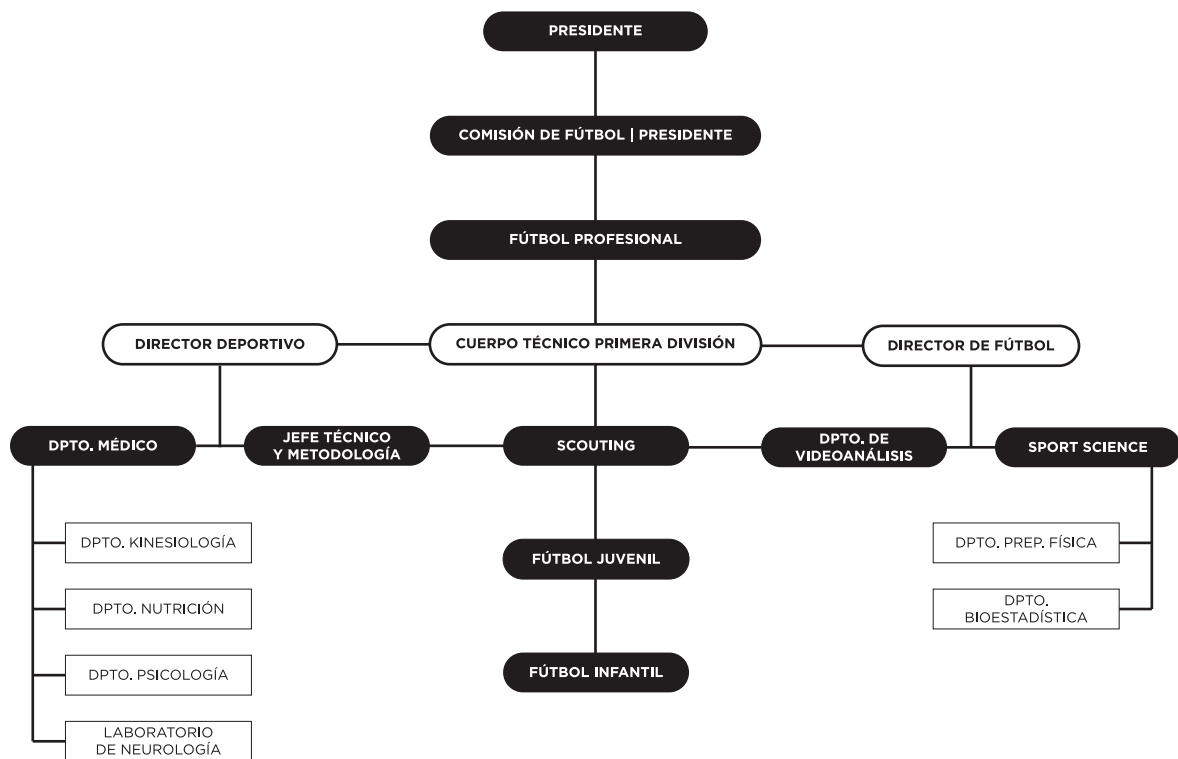 PRESIDENTE
COMISIÓN DE FÚTBOL | PRESIDENTE
FÚTBOL PROFESIONAL
DIRECTOR DEPORTIVO
CUERPO TÉCNICO PRIMERA DIVISIÓN
DIRECTOR DE FÚTBOL
DPTO. MÉDICO
JEFE TÉCNICO
Y METODOLOGÍA
SCOUTING
DPTO. DE
VIDEOANÁLISIS
SPORT SCIENCE
DPTO. KINESIOLOGÍA
DPTO. NUTRICIÓN
DPTO. PSICOLOGÍA
LABORATORIO
DE NEUROLOGÍA
FÚTBOL JUVENIL
FÚTBOL INFANTIL
DPTO. PREP. FÍSICA
DPTO.
BIOESTADÍSTICA